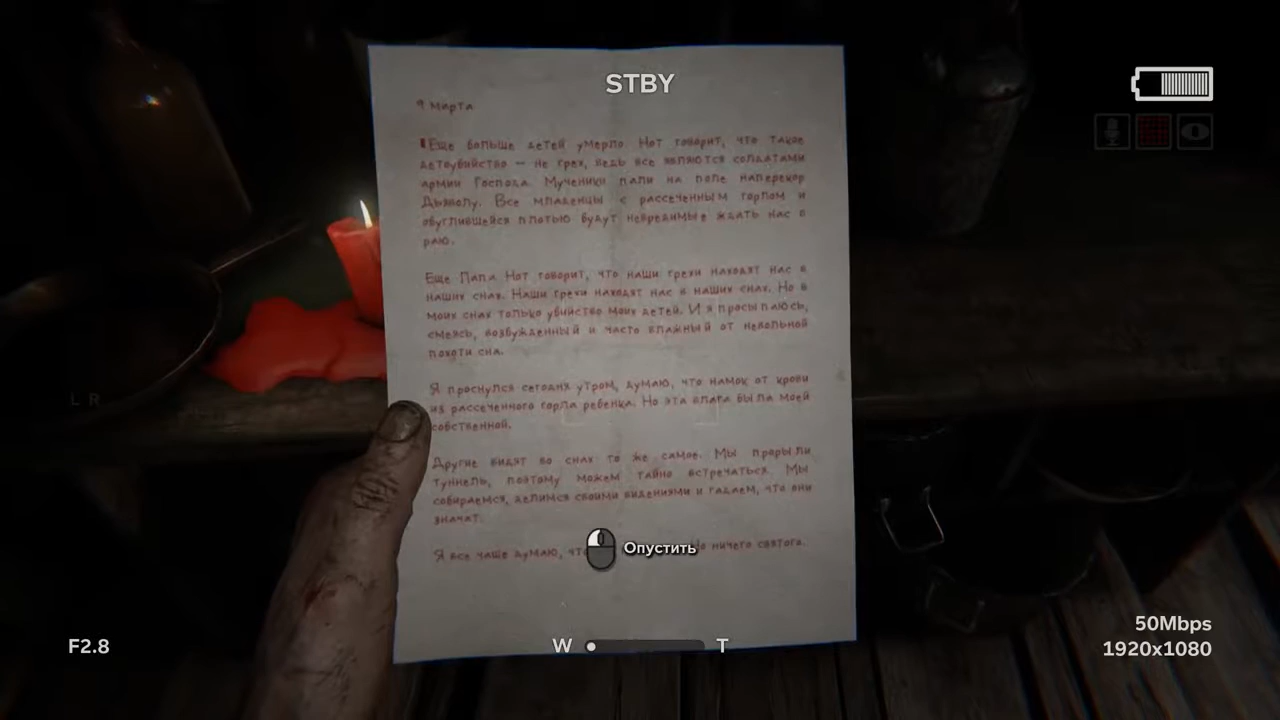 STBY
9 марта
Еще больше детей умерло. Нот говорит, что такое
детоубийство — не грех, ведь все являются солдатами
армии Господа. Мученики пали на поле наперекор
Дьяволу. Все младенцы с рассеченным горлом и
обуглившейся плотью будут невредимые ждать нас в
раю.
Еще Папа Нот говорит, что наши грехи находят нас в
наших снах. Наши грехи находят нас в наших снах. Но в
моих снах только убийство моих детей. И я просыпаюсь,
смеясь, возбужденный и часто влажный от невольной
похоти сна.
Я проснулся сегодня утром, думаю, что намок от крови
из рассеченного горла ребенка. Но эта влага была моей
собственной.
Другие видят во снах то же самое. Мы прорыли
туннель, поэтому можем тайно встречаться. Мы
собираемся, делимся своими видениями и гадаем, что они
значат.
Я все чаще думаю, что но ничего святого.
Опустить
L R
F2.8
W T
50Mbps
1920x1080